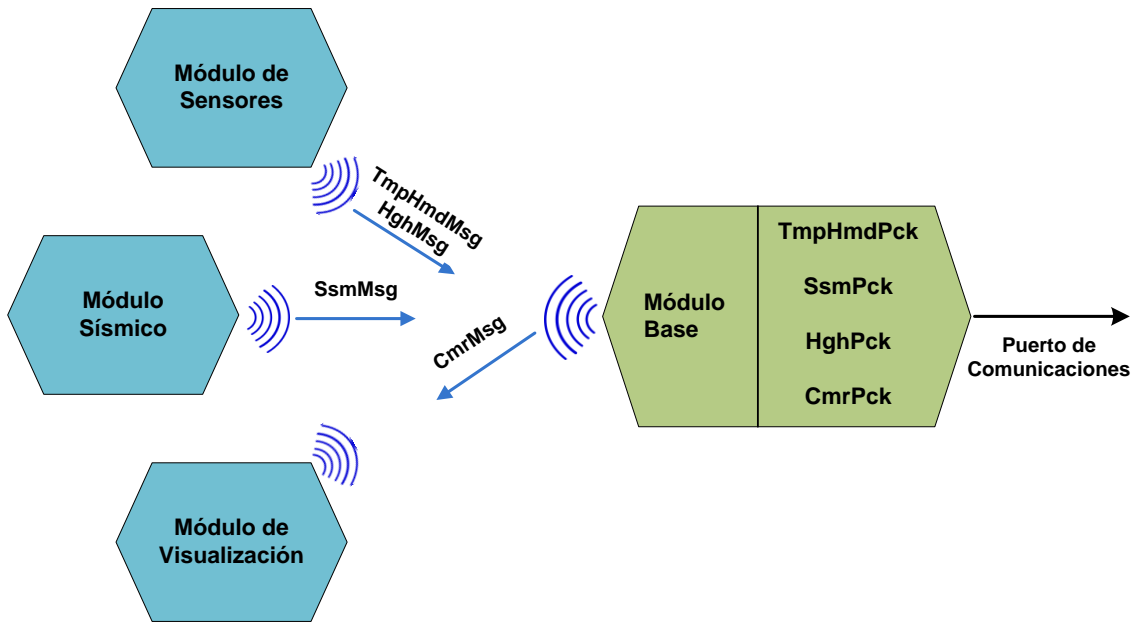 Módulo de
Sensores
TmpHmdMsg
HghMsg
Módulo
Sísmico
SsmMsg
CmrMsg
Módulo de
Visualización
Módulo
Base
TmpHmdPck
SsmPck
HghPck
CmrPck
Puerto de
Comunicaciones